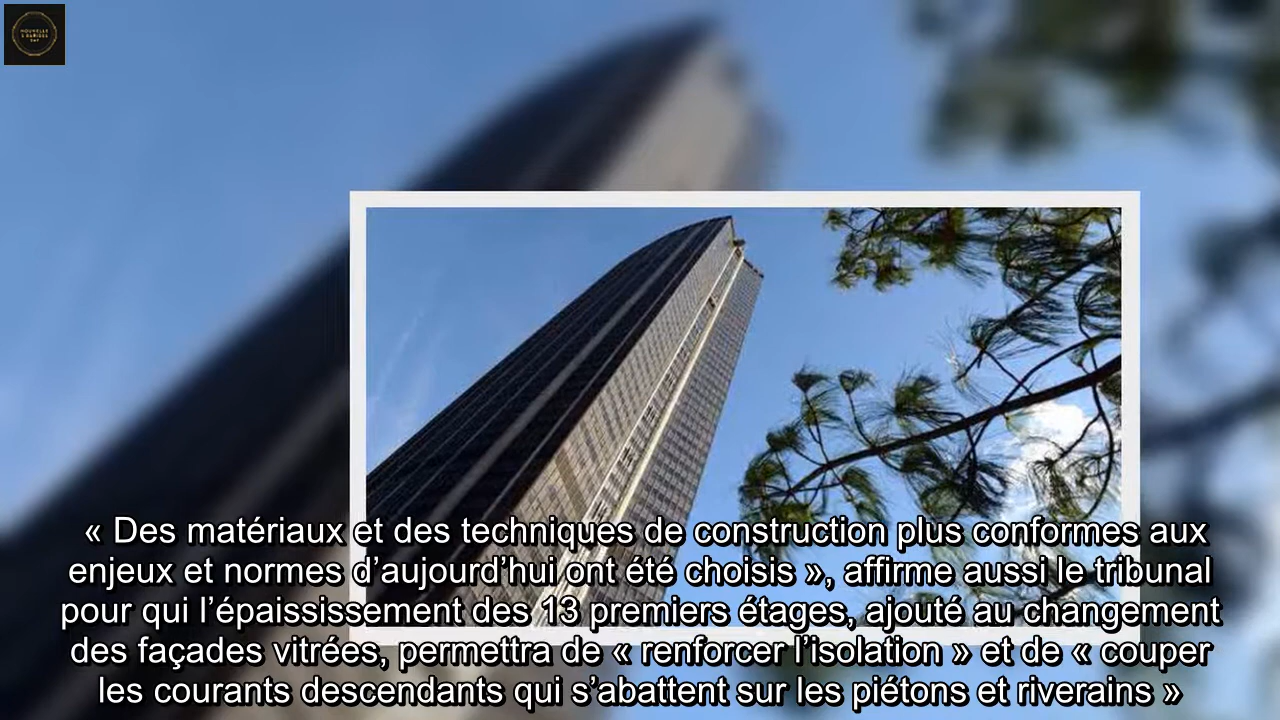 NOUVELLE
« Des matériaux et des techniques de construction plus conformes aux
enjeux et normes d’aujourd’hui ont été choisis », affirme aussi le tribunal
pour qui l’épaississement des 13 premiers étages, ajouté au changement
des façades vitrées, permettra de « renforcer l’isolation » et de « couper
les courants descendants qui s’abattent sur les piétons et riverains »